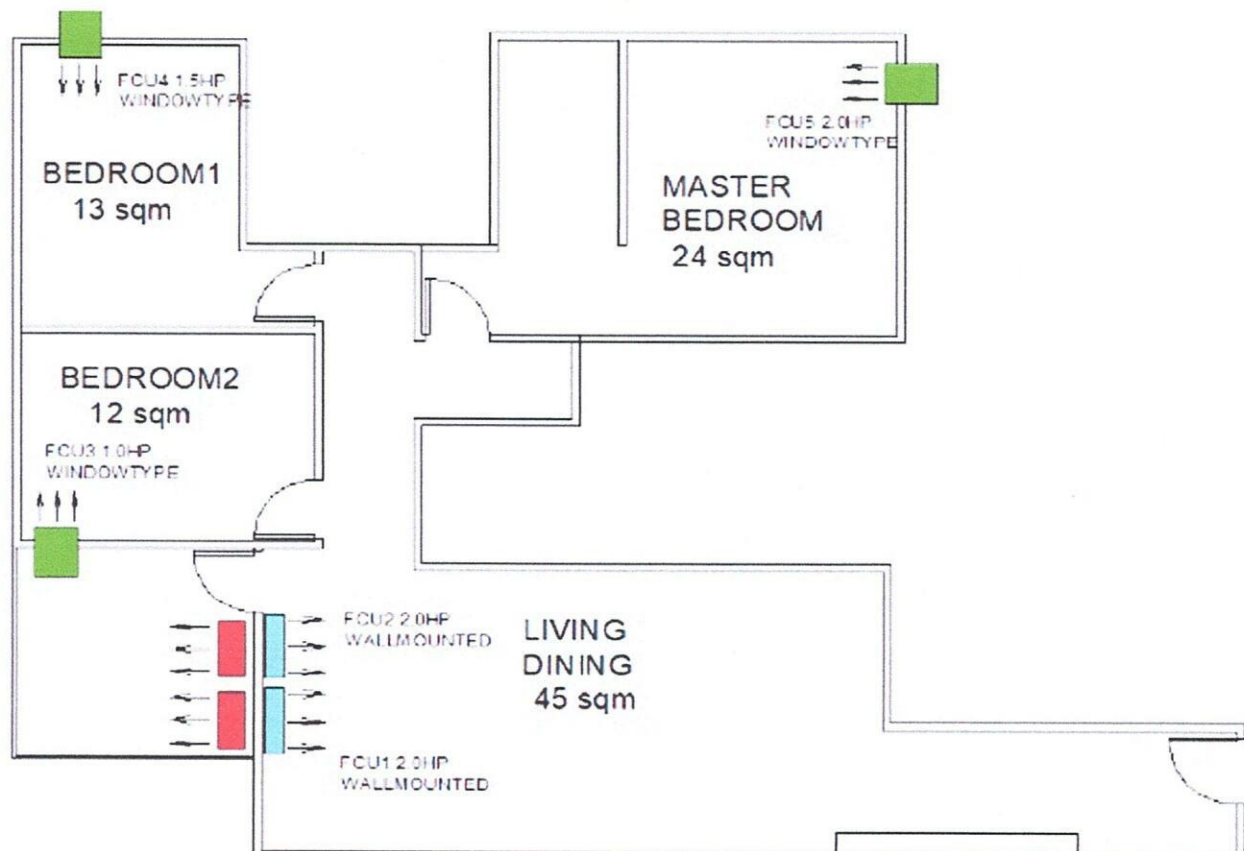 FCU4 1.5HP
WINDOWTYPE
BEDROOM1
13 sqm
FCU5 2.0HP
WINDOWTYPE
MASTER
BEDROOM
24 sqm
BEDROOM2
12 sqm
FCU3 1.0HP
WINDOWTYPE
FCU2 2.0HP
WALLMOUNTED
LIVING
DINING
45 sqm
FCU1 2.0HP
WALLMOUNTED